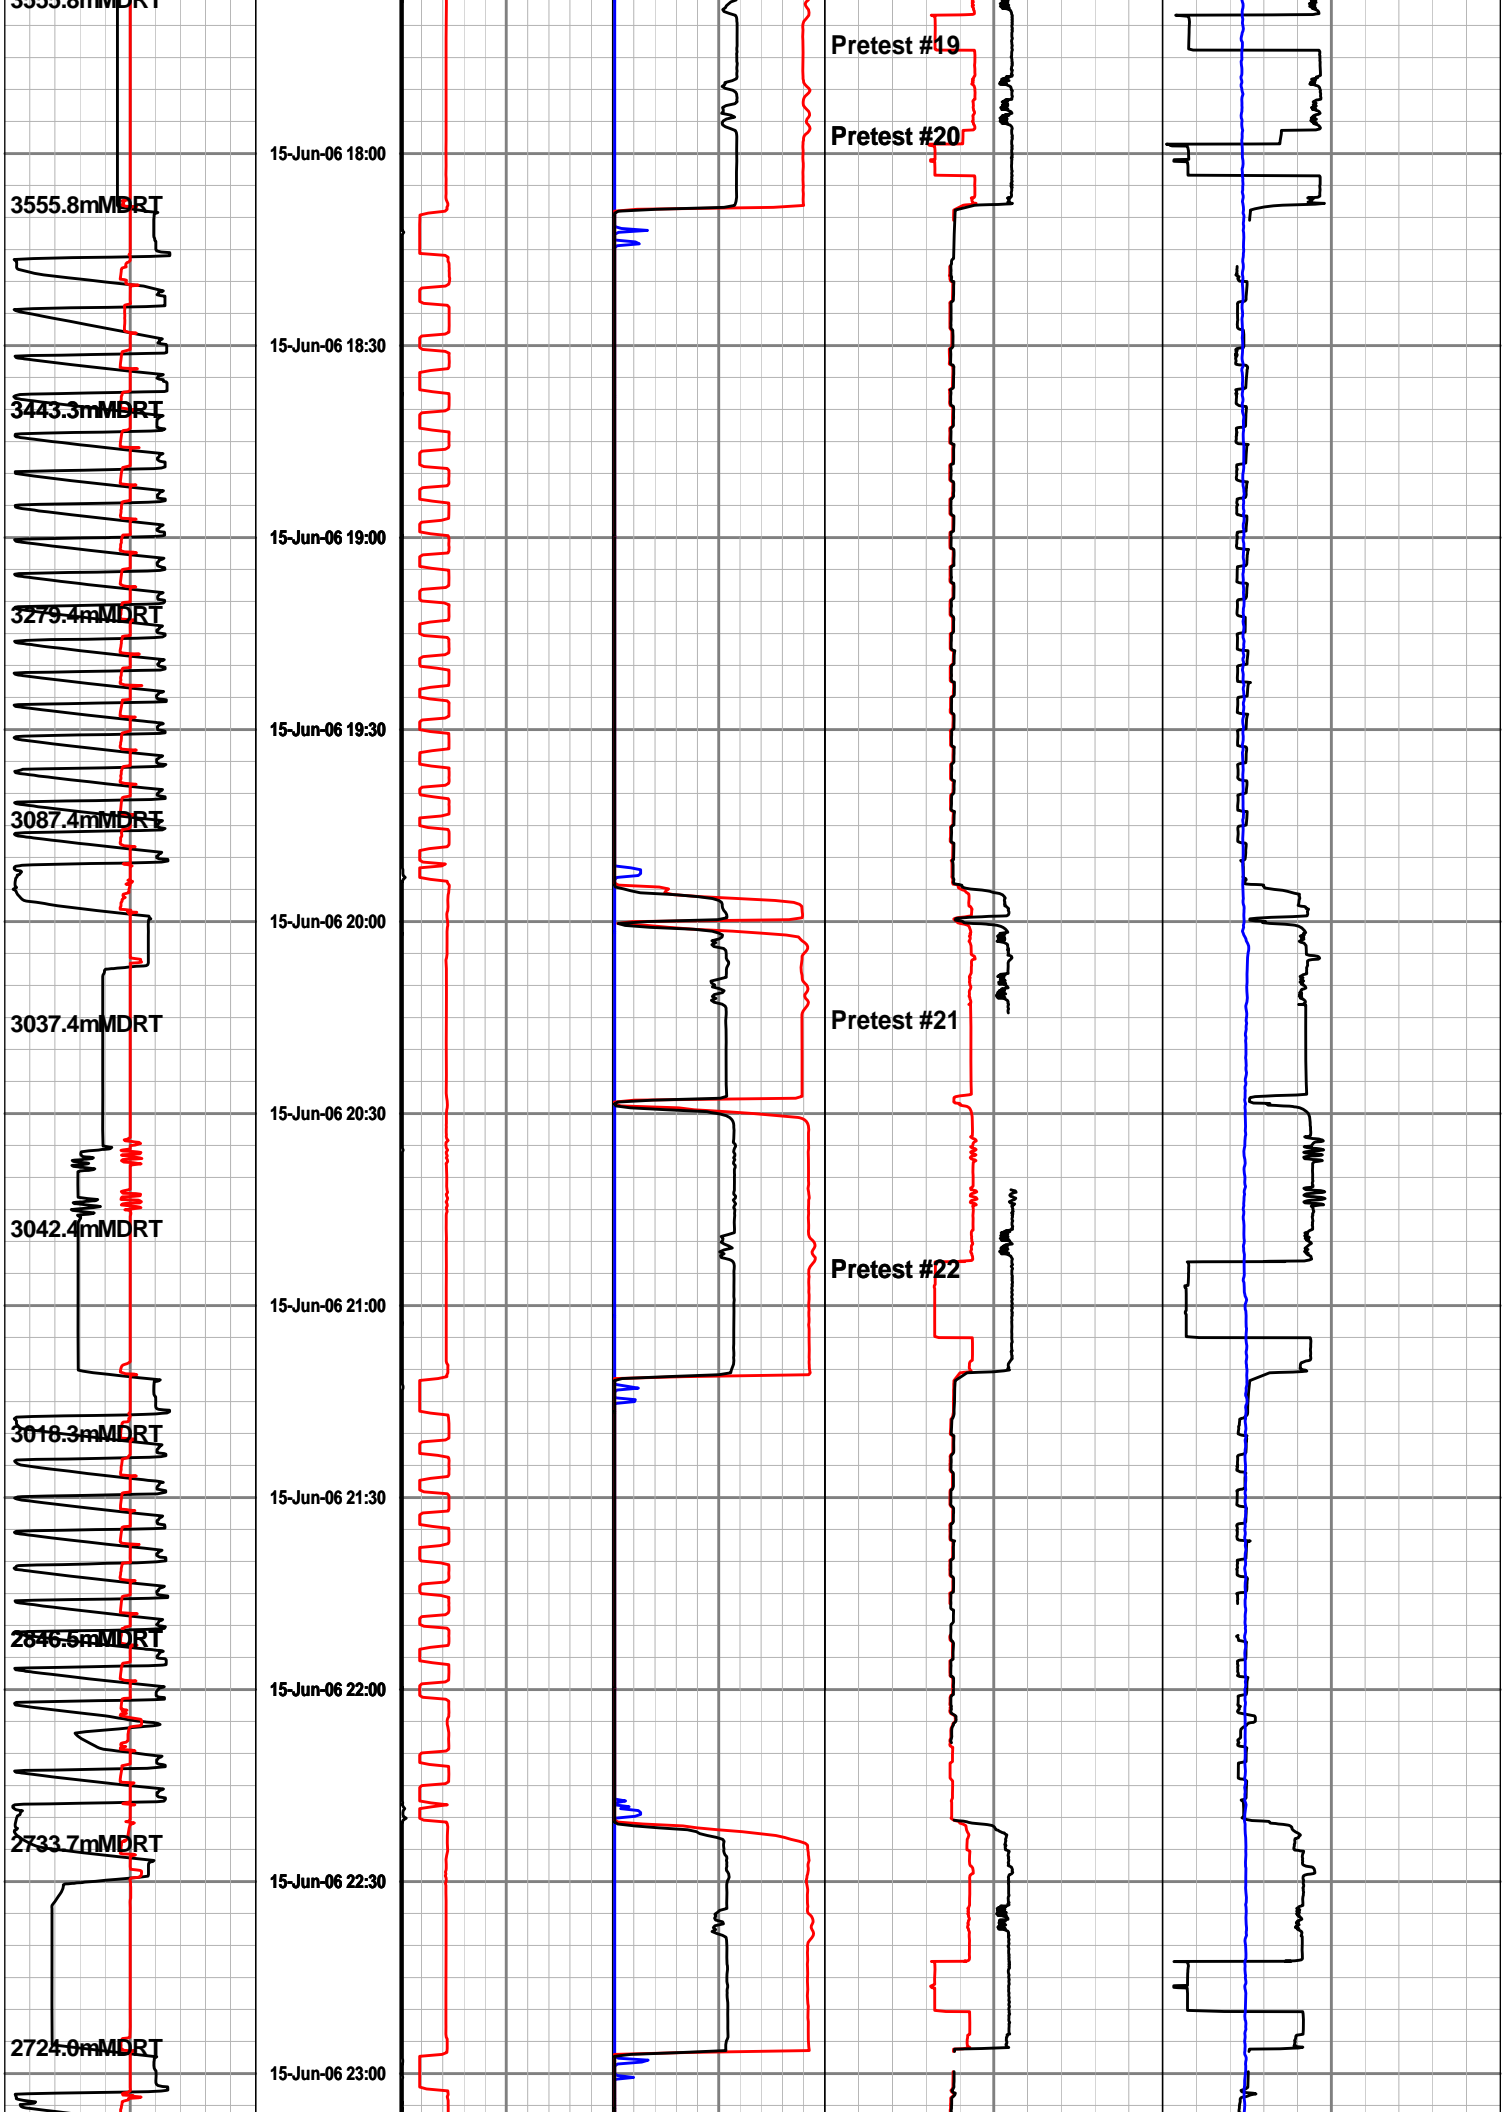 3555.8mMDRT
Pretest #19
Pretest #20
15-Jun-06 18:00
3555.8mMDRT
15-Jun-06 18:30
3443.3mMDRT
15-Jun-06 19:00
3279.4mMDRT
15-Jun-06 19:30
3087.4mMDRT
15-Jun-06 20:00
3037.4mMDRT
Pretest #21
15-Jun-06 20:30
3042.4mMDRT
Pretest #22
15-Jun-06 21:00
3018.3mMDRT
15-Jun-06 21:30
2846.5mMDRT
15-Jun-06 22:00
2733.7mMDRT
15-Jun-06 22:30
2724.0mMDRT
15-Jun-06 23:00